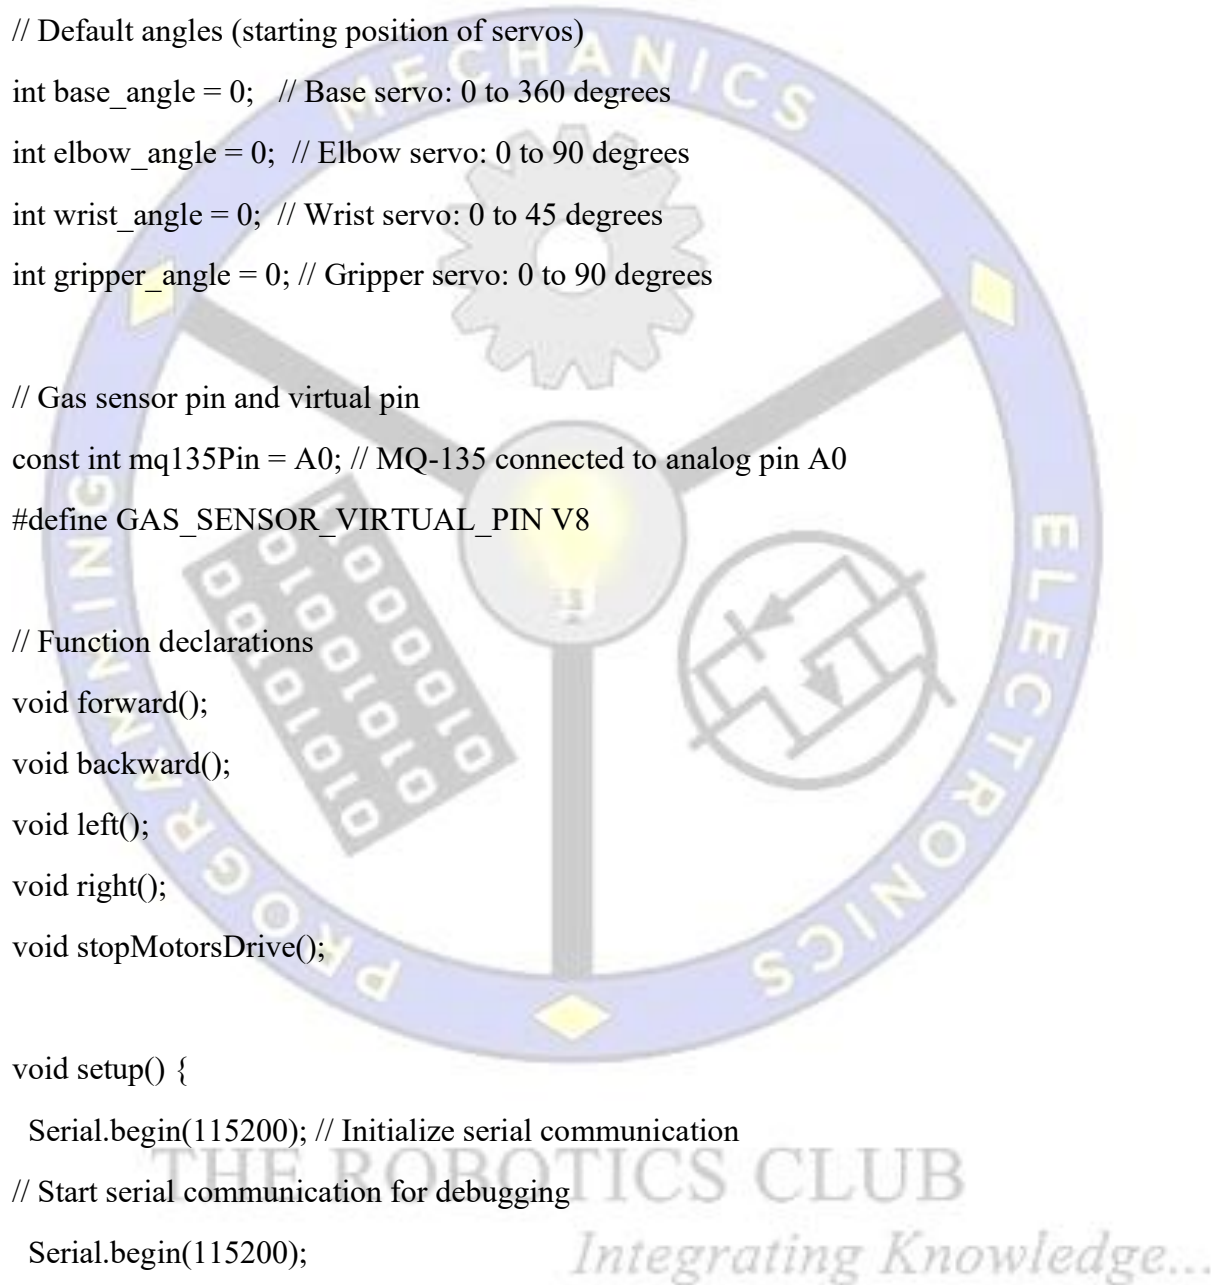 // Default angles (starting position of servos)
int base_angle = 0;   // Base servo: 0 to 360 degrees
int elbow_angle = 0;  // Elbow servo: 0 to 90 degrees
int wrist_angle = 0;  // Wrist servo: 0 to 45 degrees
int gripper_angle = 0; // Gripper servo: 0 to 90 degrees
// Gas sensor pin and virtual pin
const int mq135Pin = A0; // MQ-135 connected to analog pin A0
#define GAS_SENSOR_VIRTUAL_PIN V8
// Function declarations
void forward();
void backward();
void left();
void right();
void stopMotorsDrive();
void setup() {
Serial.begin(115200); // Initialize serial communication
// Start serial communication for debugging
Serial.begin(115200);
MECHANICS
ELECTRONICS
PROGRAMMING
0100101010
0101001010
1000010
THE ROBOTICS CLUB
Integrating Knowledge...